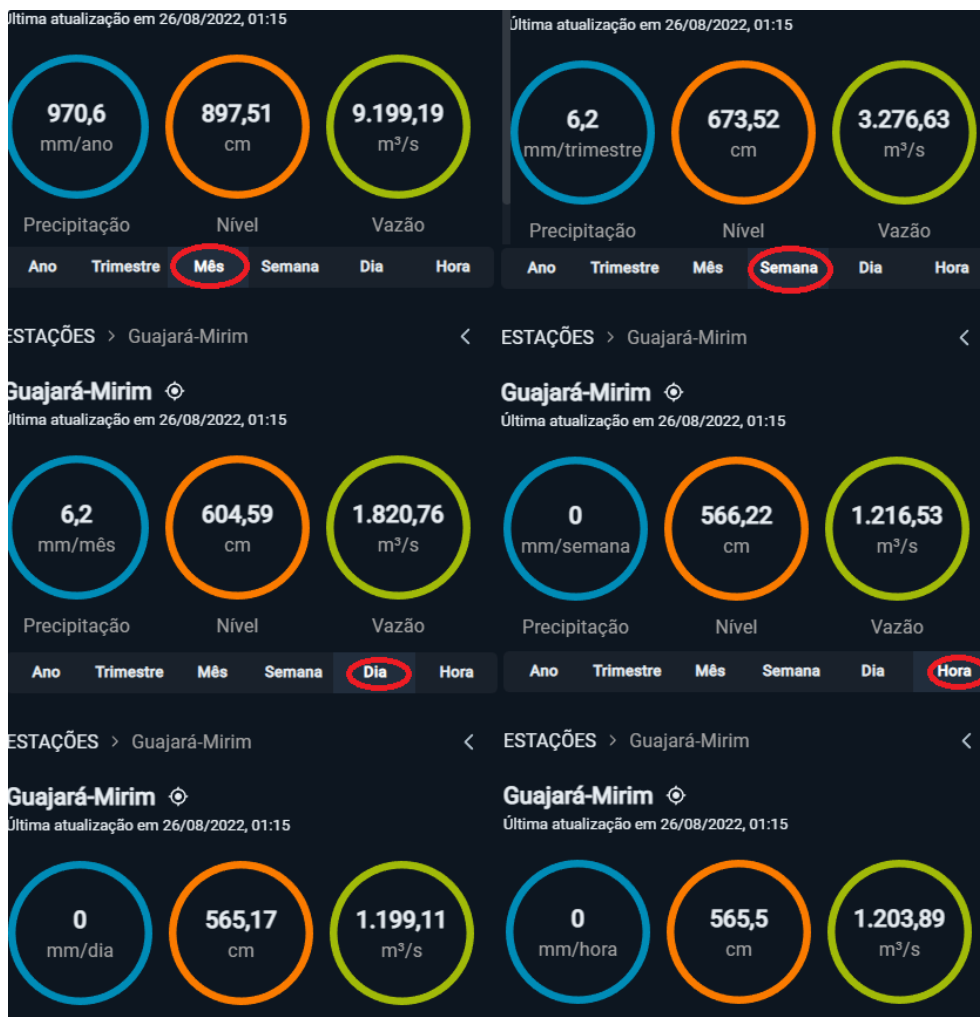 Última atualização em 26/08/2022, 01:15
970,6 897,51 9.199,19
mm/ano cm m³/s
Precipitação Nível Vazão
Última atualização em 26/08/2022, 01:15
6,2 673,52 3.276,63
mm/trimestre cm m³/s
Precipitação Nível Vazão
Ano Trimestre Mês Semana Dia Hora
ESTAÇÕES > Guajará-Mirim
Guajará-Mirim
Última atualização em 26/08/2022, 01:15
6,2 604,59 1.820,76
mm/mês cm m³/s
Precipitação Nível Vazão
Ano Trimestre Mês Semana Dia Hora
ESTAÇÕES > Guajará-Mirim
Guajará-Mirim
Última atualização em 26/08/2022, 01:15
0 566,22 1.216,53
mm/semana cm m³/s
Precipitação Nível Vazão
Ano Trimestre Mês Semana Dia Hora
ESTAÇÕES > Guajará-Mirim
Guajará-Mirim
Última atualização em 26/08/2022, 01:15
0 565,17 1.199,11
mm/dia cm m³/s
Ano Trimestre Mês Semana Dia Hora
ESTAÇÕES > Guajará-Mirim
Guajará-Mirim
Última atualização em 26/08/2022, 01:15
0 565,5 1.203,89
mm/hora cm m³/s